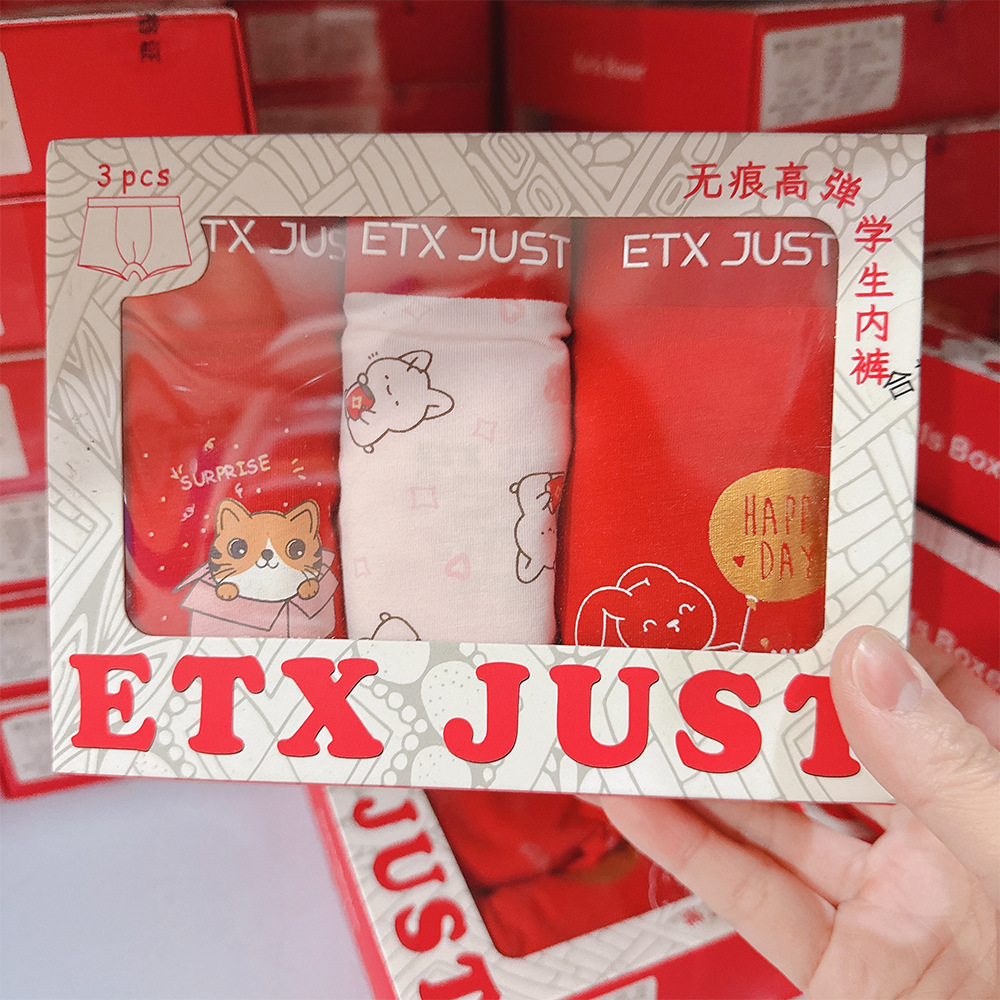 3 pcs
无痕高弹
学生内裤
ETX JUS
ETX JUST
ETX JUST
SURPRISE
HAPP
DAY
ETX JUST
JUST